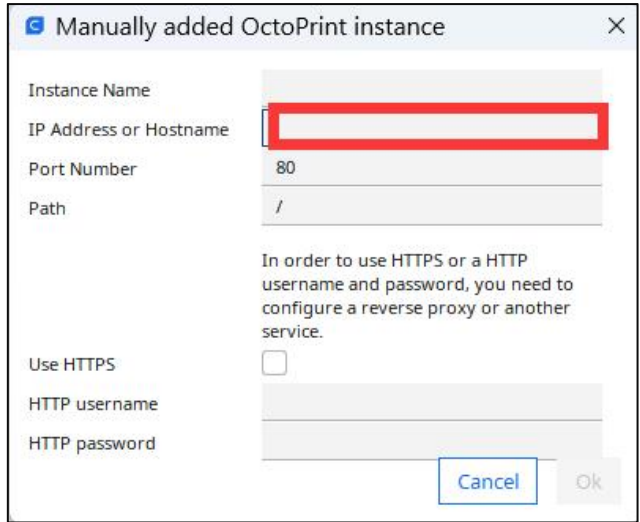 Manually added OctoPrint instance
Instance Name
IP Address or Hostname
Port Number 80
Path /
In order to use HTTPS or a HTTP
username and password, you need to
configure a reverse proxy or another
service.
Use HTTPS
HTTP username
HTTP password
Cancel Ok